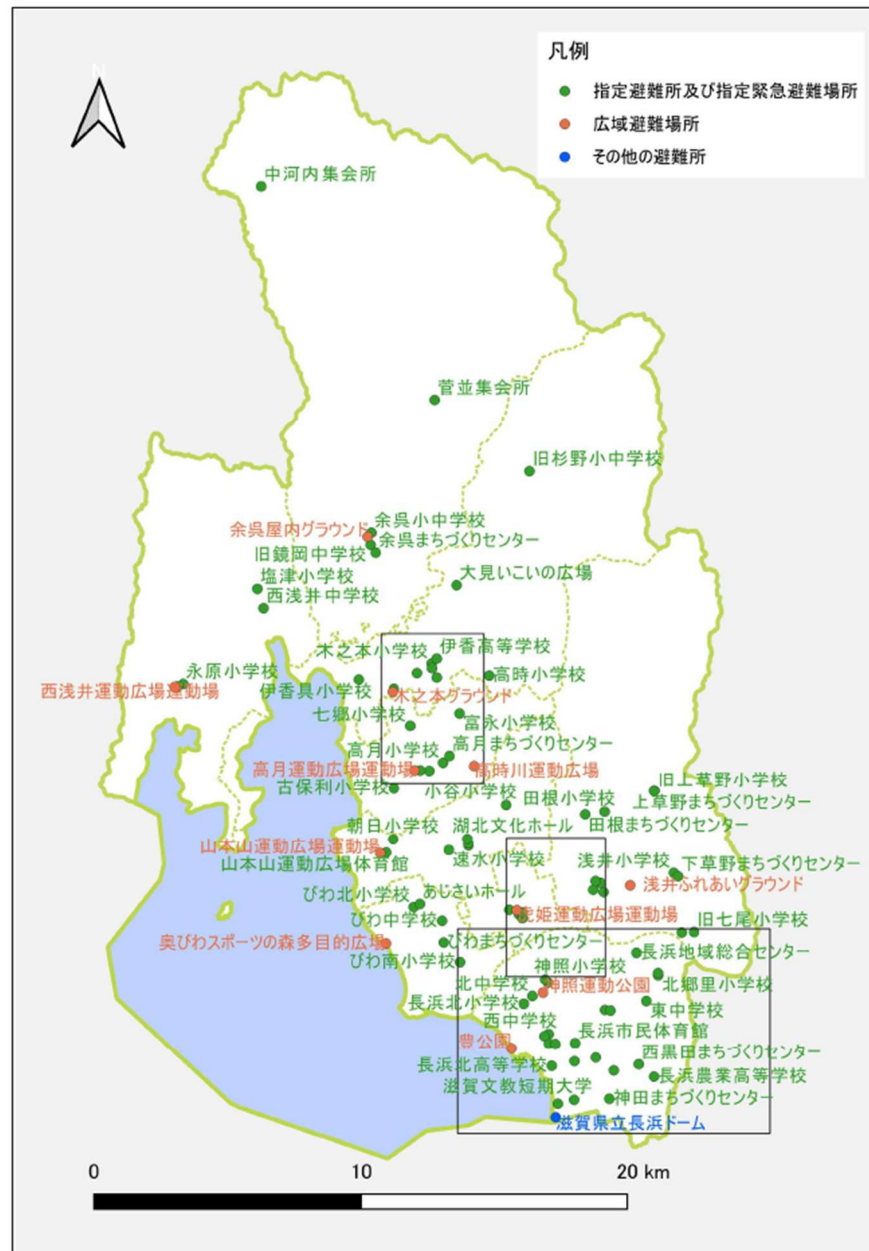 N
凡例
指定避難所及び指定緊急避難場所
広域避難場所
その他の避難所
中河内集会所
菅並集会所
旧杉野小中学校
余呉小中学校
余呉屋内グラウンド
余呉まちづくりセンター
旧鏡岡中学校
大見いこいの広場
塩津小学校
西浅井中学校
木之本小学校
伊香高等学校
永原小学校
高時小学校
西浅井運動広場運動場
伊香具小学校
木之本グラウンド
七郷小学校
富永小学校
高月小学校
高月まちづくりセンター
高月運動広場運動場
高時川運動広場
古保利小学校
小谷小学校
田根小学校
旧上草野小学校
上草野まちづくりセンター
朝日小学校
湖北文化ホール
田根まちづくりセンター
山本山運動広場運動場
山本山運動広場体育館
速水小学校
浅井小学校
下草野まちづくりセンター
浅井ふれあいグラウンド
びわ北小学校
あじさいホール
虎姫運動広場運動場
びわ中学校
旧七尾小学校
奥びわスポーツの森多目的広場
びわまちづくりセンター
長浜地域総合センター
びわ南小学校
神照小学校
北中学校
神照運動公園
北郷里小学校
長浜北小学校
東中学校
西中学校
長浜市民体育館
豊公園
西黒田まちづくりセンター
長浜北高等学校
長浜農業高等学校
滋賀文教短期大学
神田まちづくりセンター
滋賀県立長浜ドーム
0 10 20 km